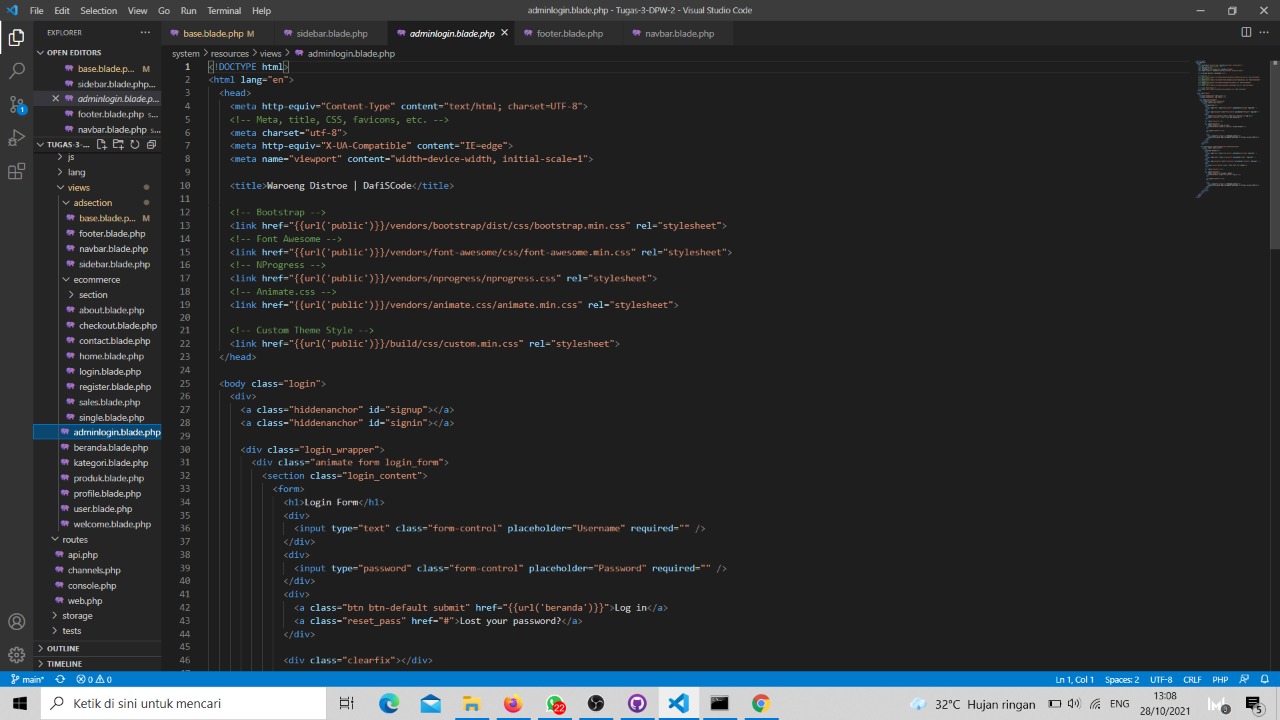 File Edit Selection View Go Run Terminal Help
adminlogin.blade.php - Tugas-3-DPW-2 - Visual Studio Code
EXPLORER
OPEN EDITORS
base.blade.p... M
sidebar.blade.php...
adminlogin.blade.p...
footer.blade.php ...
navbar.blade.php s...
TUGAS-3-...
js
lang
views
adsection
base.blade.p... M
footer.blade.php
navbar.blade.php
sidebar.blade.php
ecommerce
section
about.blade.php
checkout.blade.php
contact.blade.php
home.blade.php
login.blade.php
register.blade.php
sales.blade.php
single.blade.php
adminlogin.blade.php
beranda.blade.php
kategori.blade.php
produk.blade.php
profile.blade.php
user.blade.php
welcome.blade.php
routes
api.php
channels.php
console.php
web.php
storage
tests
OUTLINE
TIMELINE
base.blade.php M sidebar.blade.php adminlogin.blade.php footer.blade.php navbar.blade.php
system > resources > views > adminlogin.blade.php
1 <!DOCTYPE html>
2 <html lang="en">
3 <head>
4 <meta http-equiv="Content-Type" content="text/html; charset=UTF-8">
5 <!-- Meta, title, CSS, favicons, etc. -->
6 <meta charset="utf-8">
7 <meta http-equiv="X-UA-Compatible" content="IE=edge">
8 <meta name="viewport" content="width=device-width, initial-scale=1">
9
10 <title>Waroeng Distro | DafiSCode</title>
11
12 <!-- Bootstrap -->
13 <link href="{{url('public')}}/vendors/bootstrap/dist/css/bootstrap.min.css" rel="stylesheet">
14 <!-- Font Awesome -->
15 <link href="{{url('public')}}/vendors/font-awesome/css/font-awesome.min.css" rel="stylesheet">
16 <!-- NProgress -->
17 <link href="{{url('public')}}/vendors/nprogress/nprogress.css" rel="stylesheet">
18 <!-- Animate.css -->
19 <link href="{{url('public')}}/vendors/animate.css/animate.min.css" rel="stylesheet">
20
21 <!-- Custom Theme Style -->
22 <link href="{{url('public')}}/build/css/custom.min.css" rel="stylesheet">
23 </head>
24
25 <body class="login">
26 <div>
27 <a class="hiddenanchor" id="signup"></a>
28 <a class="hiddenanchor" id="signin"></a>
29
30 <div class="login_wrapper">
31 <div class="animate form login_form">
32 <section class="login_content">
33 <form>
34 <h1>Login Form</h1>
35 <div>
36 <input type="text" class="form-control" placeholder="Username" required="" />
37 </div>
38 <div>
39 <input type="password" class="form-control" placeholder="Password" required="" />
40 </div>
41 <div>
42 <a class="btn btn-default submit" href="{{url('beranda')}}">Log in</a>
43 <a class="reset_pass" href="#">Lost your password?</a>
44 </div>
45
46 <div class="clearfix"></div>
1
main* 0 0
Ln 1, Col 1 Spaces: 2 UTF-8 CRLF PHP
Ketik di sini untuk mencari
22
32°C Hujan ringan
ENG
13:08
28/10/2021
5